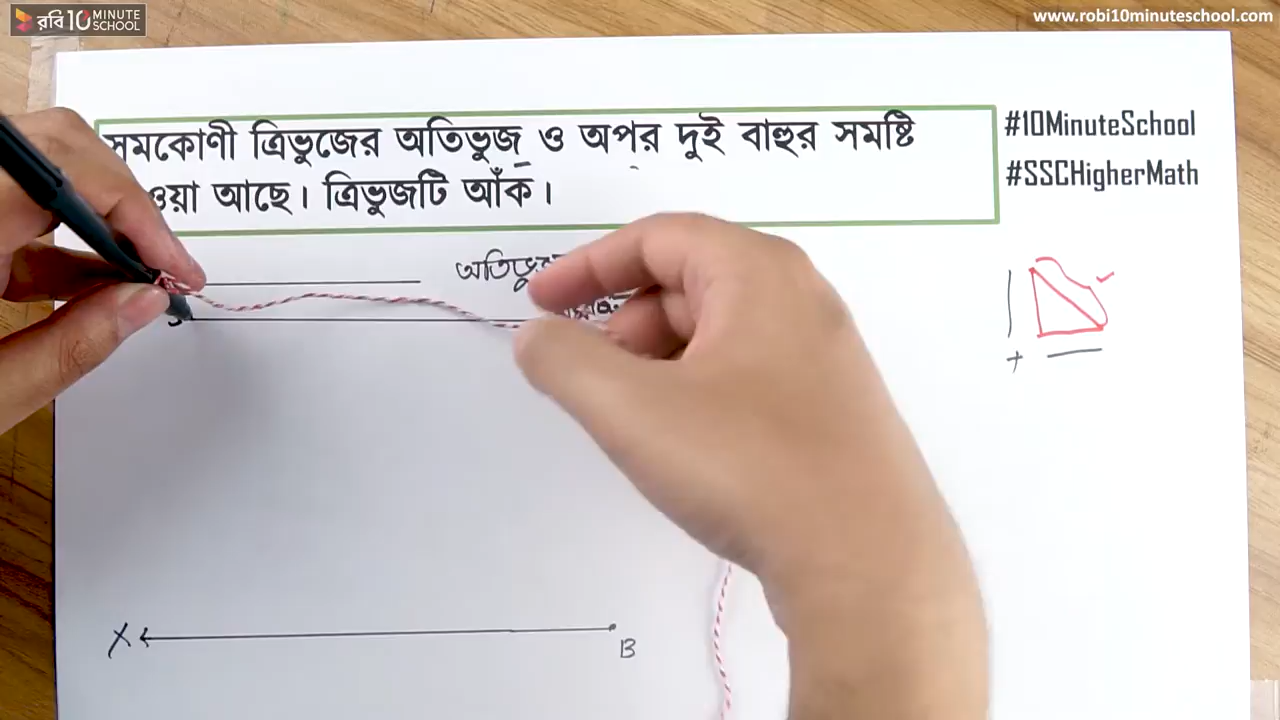 রবি 10 MINUTE SCHOOL
www.robi10minuteschool.com
সমকোণী ত্রিভুজের অতিভুজ ও অপর দুই বাহুর সমষ্টি
আছে। ত্রিভুজটি আঁক।
#10MinuteSchool
#SSCHigherMath
+
X
B